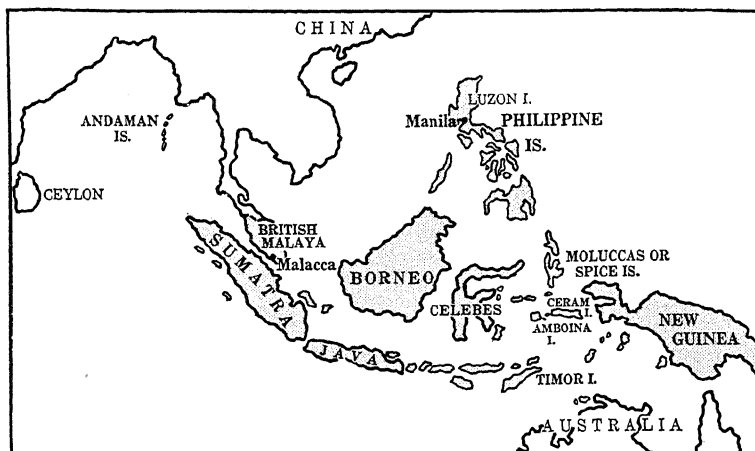 CHINA
LUZON I.
Manila
PHILIPPINE
IS.
ANDAMAN
IS.
CEYLON
BRITISH
MALAYA
Malacca
SUMATRA
BORNEO
CELEBES
MOLUCCAS OR
SPICE IS.
CERAM
I.
AMBOINA
I.
NEW
GUINEA
JAVA
TIMOR I.
AUSTRALIA